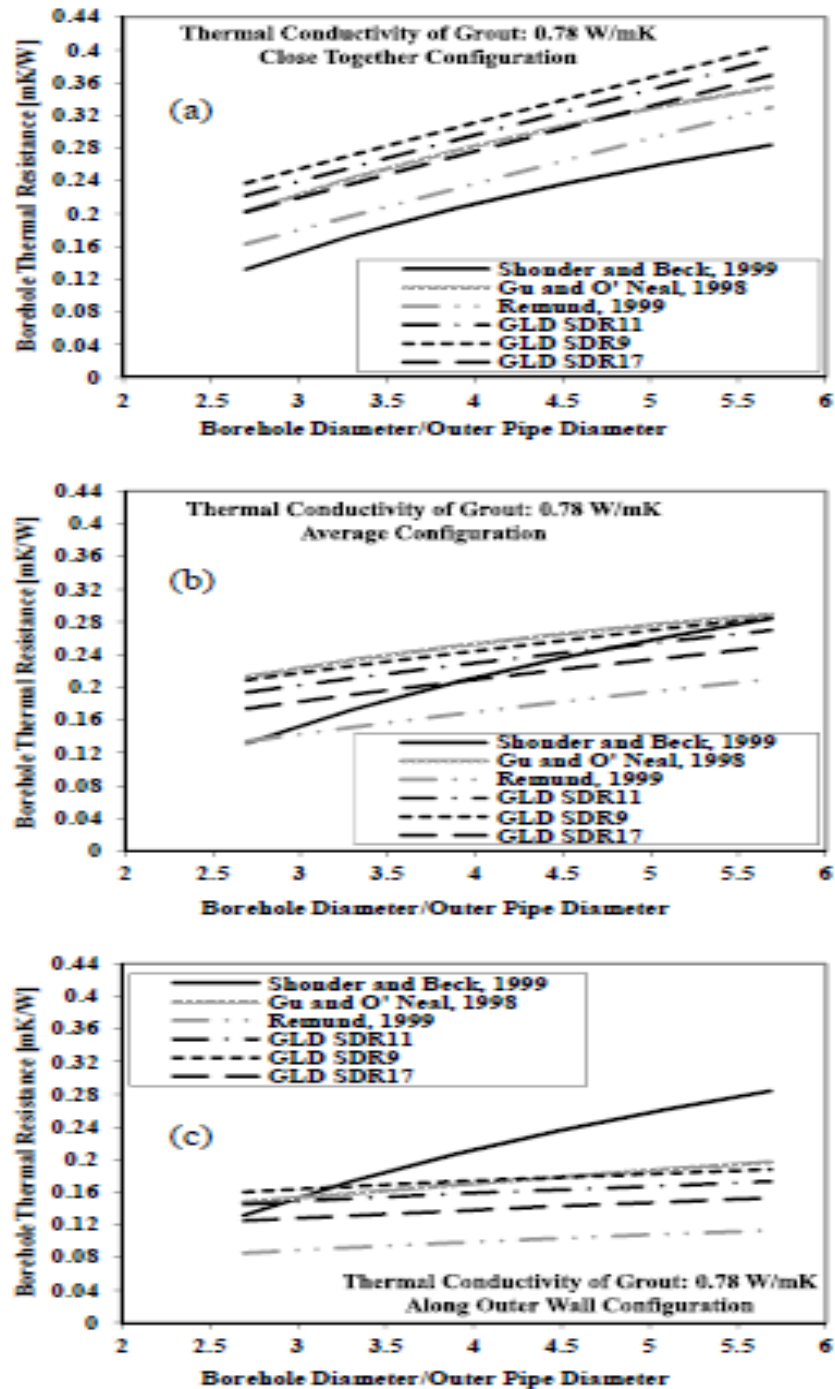 Thermal Conductivity of Grout: 0.78 W/mK
Close Together Configuration
(a)
Borehole Thermal Resistance [mK/W]
0.44
0.4
0.36
0.32
0.28
0.24
0.2
0.16
0.12
0.08
0.04
0
Shonder and Beck, 1999
Gu and O' Neal, 1998
Remund, 1999
GLD SDR11
GLD SDR9
GLD SDR17
2 2.5 3 3.5 4 4.5 5 5.5 6
Borehole Diameter/Outer Pipe Diameter
Thermal Conductivity of Grout: 0.78 W/mK
Average Configuration
(b)
Borehole Thermal Resistance [mK/W]
0.44
0.4
0.36
0.32
0.28
0.24
0.2
0.16
0.12
0.08
0.04
0
Shonder and Beck, 1999
Gu and O' Neal, 1998
Remund, 1999
GLD SDR11
GLD SDR9
GLD SDR17
2 2.5 3 3.5 4 4.5 5 5.5 6
Borehole Diameter/Outer Pipe Diameter
Borehole Thermal Resistance [mK/W]
0.44
0.4
0.36
0.32
0.28
0.24
0.2
0.16
0.12
0.08
0.04
0
Shonder and Beck, 1999
Gu and O' Neal, 1998
Remund, 1999
GLD SDR11
GLD SDR9
GLD SDR17
(c)
Thermal Conductivity of Grout: 0.78 W/mK
Along Outer Wall Configuration
2 2.5 3 3.5 4 4.5 5 5.5 6
Borehole Diameter/Outer Pipe Diameter